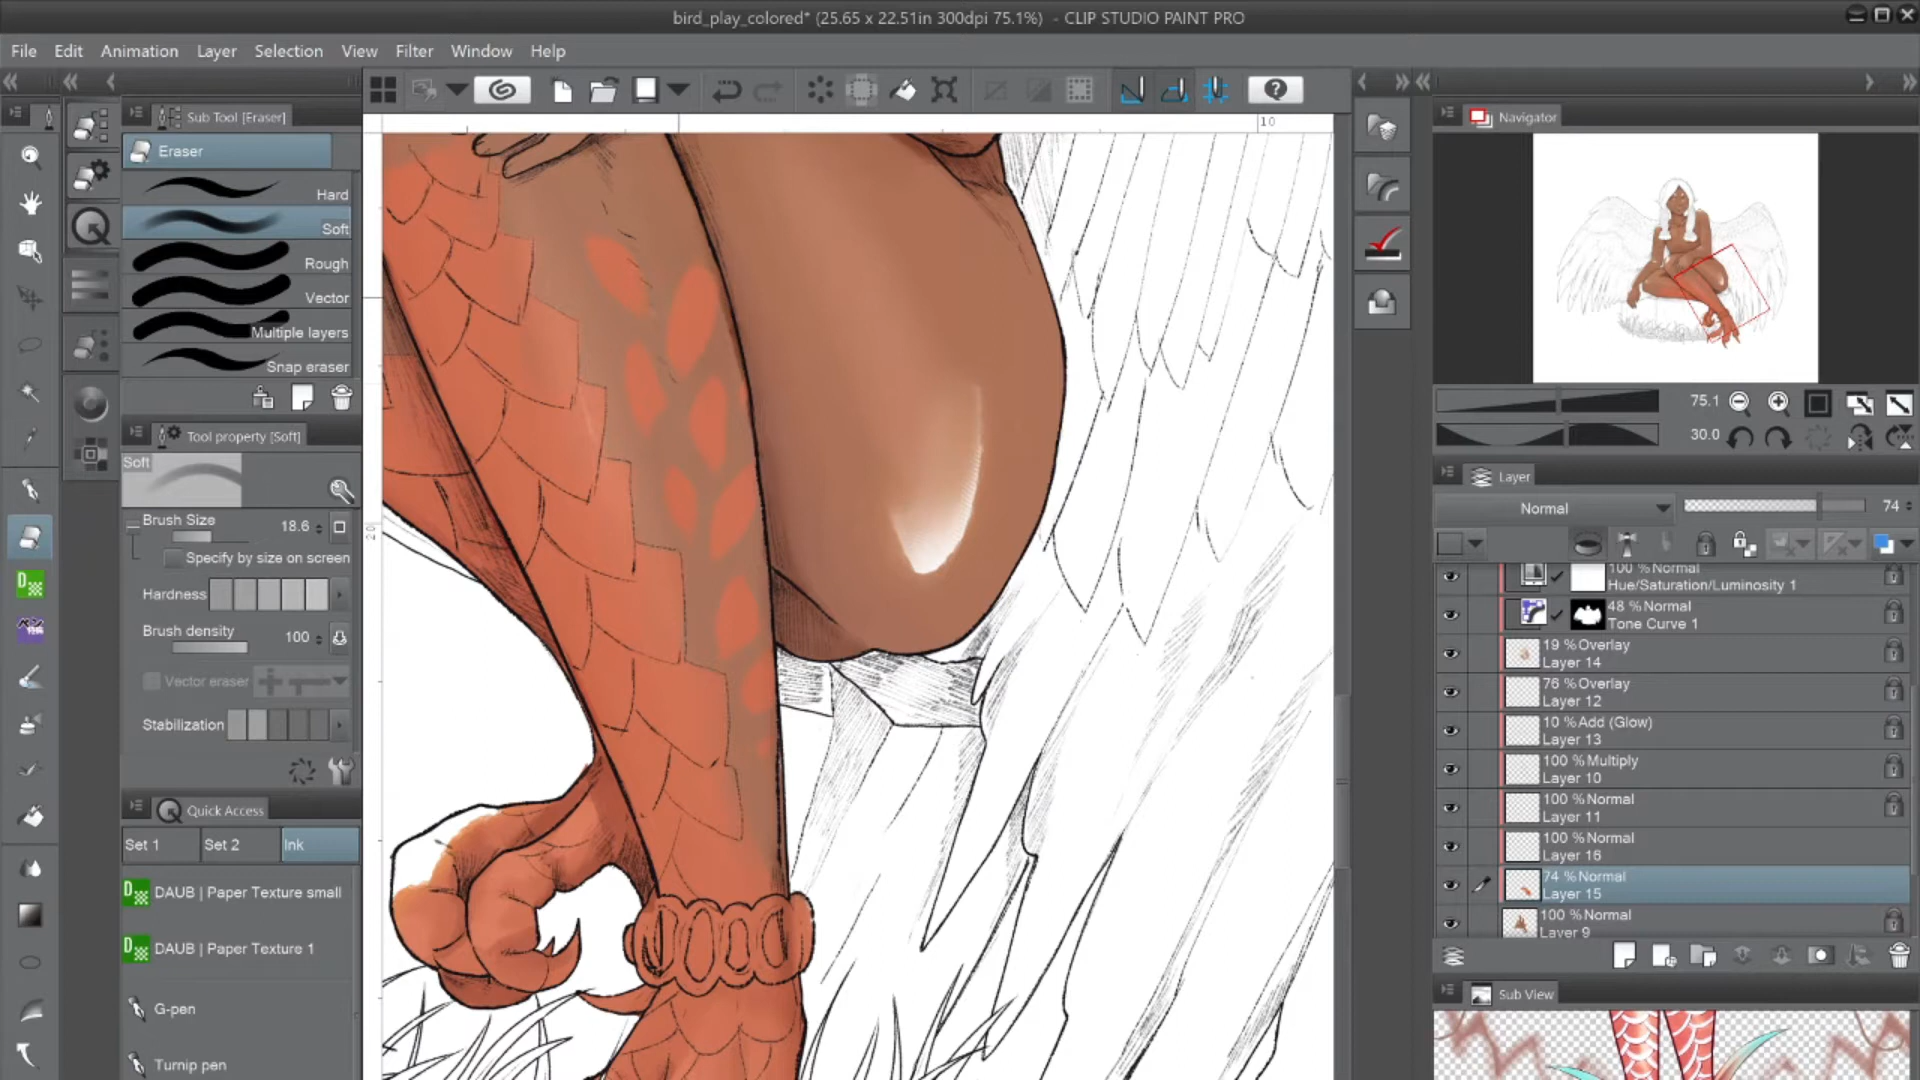 bird_play_colored* (25.65 x 22.51in 300dpi 75.1%) - CLIP STUDIO PAINT PRO
File Edit Animation Layer Selection View Filter Window Help
Sub Tool [Eraser]
Eraser
Hard
Soft
Rough
Vector
Multiple layers
Snap eraser
Tool property [Soft]
Soft
Brush Size 18.6
Specify by size on screen
Hardness
Brush density 100
Vector eraser
Stabilization
Quick Access
Set 1 Set 2 Ink
DAUB | Paper Texture small
DAUB | Paper Texture 1
G-pen
Turnip pen
10
20
Navigator
75.1
30.0
Layer
Normal 74
100 % Normal
Hue/Saturation/Luminosity 1
48 % Normal
Tone Curve 1
19 % Overlay
Layer 14
76 % Overlay
Layer 12
10 % Add (Glow)
Layer 13
100 % Multiply
Layer 10
100 % Normal
Layer 11
100 % Normal
Layer 16
74 % Normal
Layer 15
100 % Normal
Layer 9
Sub View